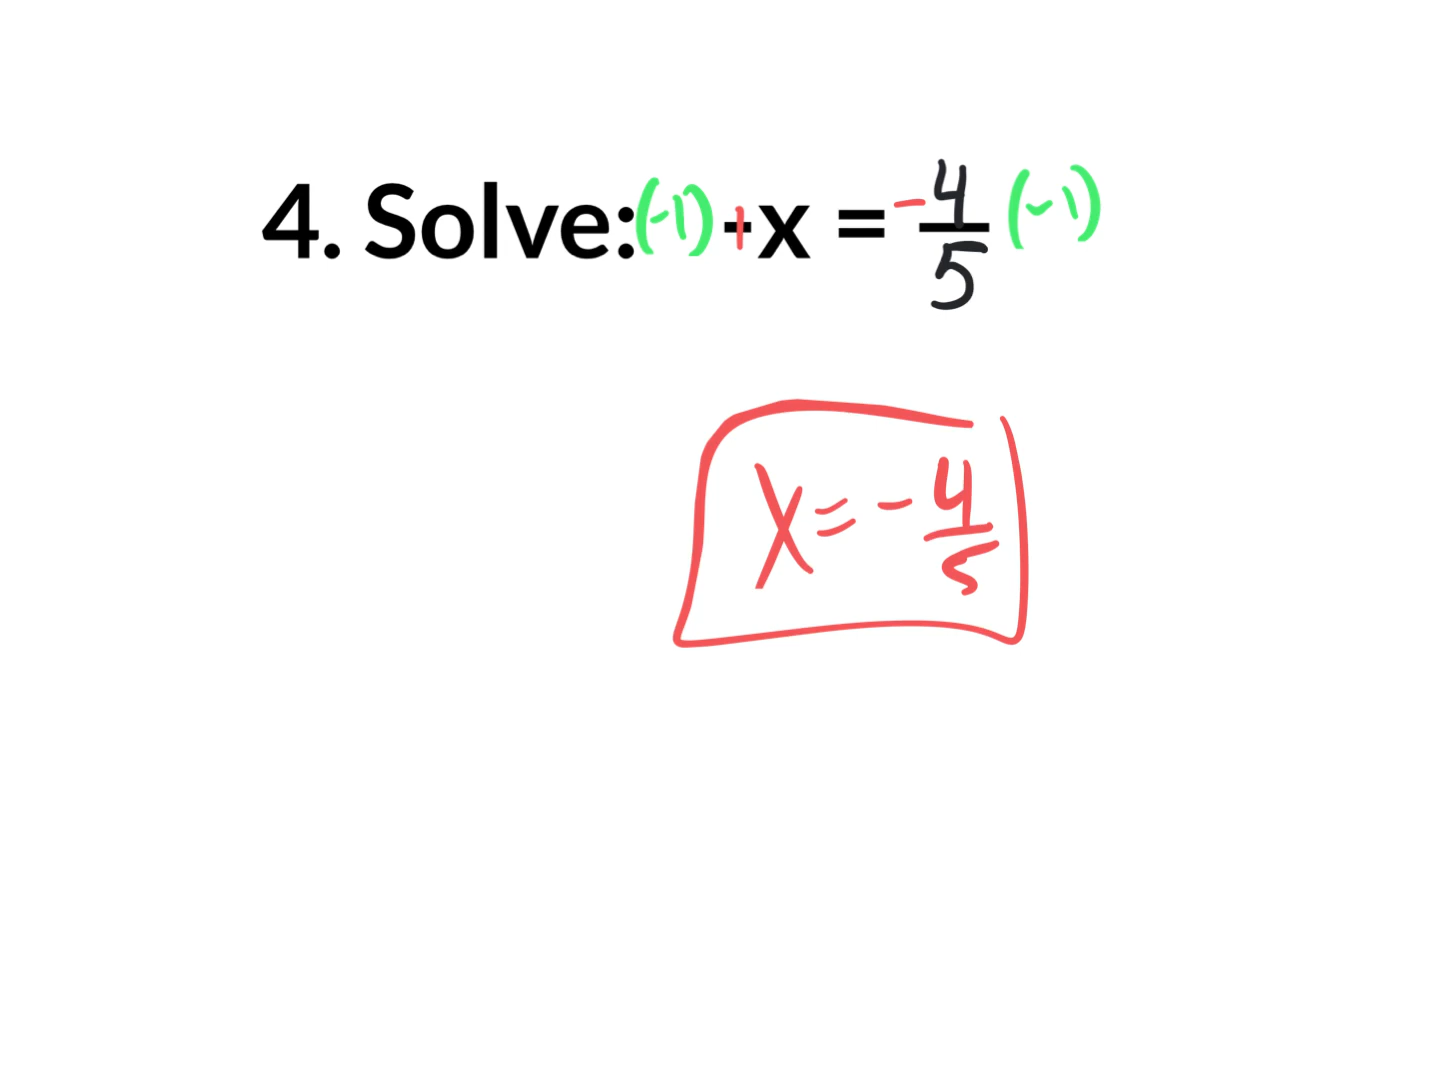 4. Solve: (-1) -x = -4/5 (-1)
x = -4/5